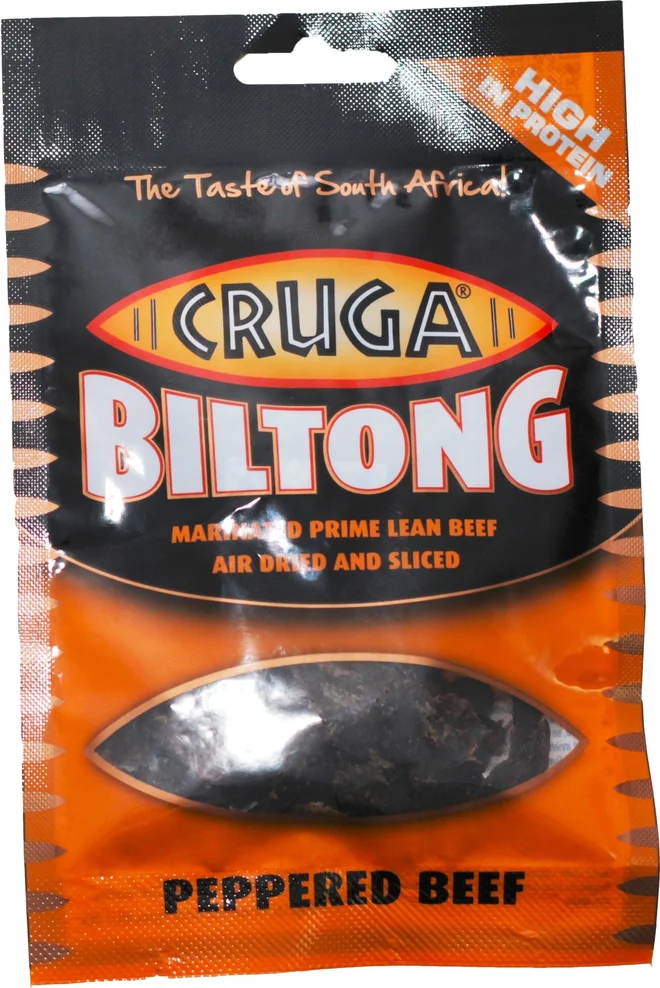 HIGH
IN PROTEIN
The Taste of South Africa!
CRUGA®
BILTONG
MARINATED PRIME LEAN BEEF
AIR DRIED AND SLICED
PEPPERED BEEF